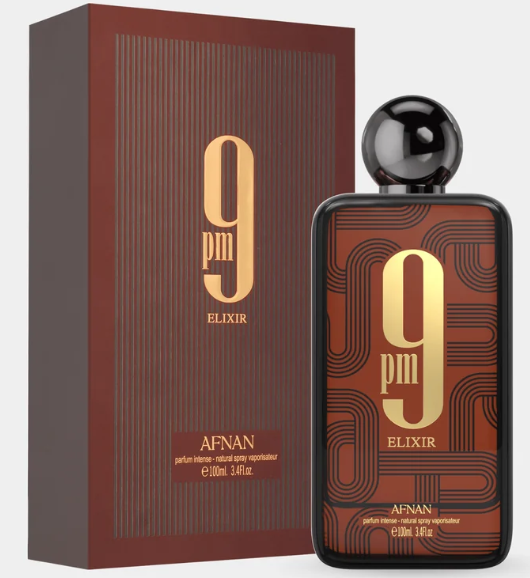 9
pm
ELIXIR
AFNAN
parfum intense - natural spray vaporisateur
℮100ml. 3.4Fl.oz.
9
pm
ELIXIR
AFNAN
parfum intense - natural spray vaporisateur
℮100ml. 3.4Fl.oz.